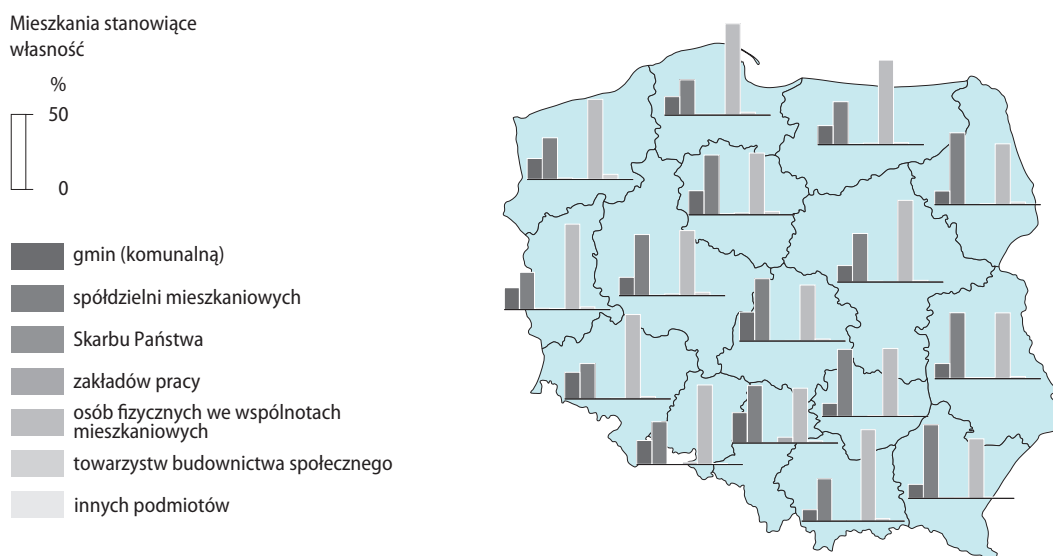 Mieszkania stanowiące
własność
%
50
0
gmin (komunalną)
spółdzielni mieszkaniowych
Skarbu Państwa
zakładów pracy
osób fizycznych we wspólnotach
mieszkaniowych
towarzystw budownictwa społecznego
innych podmiotów